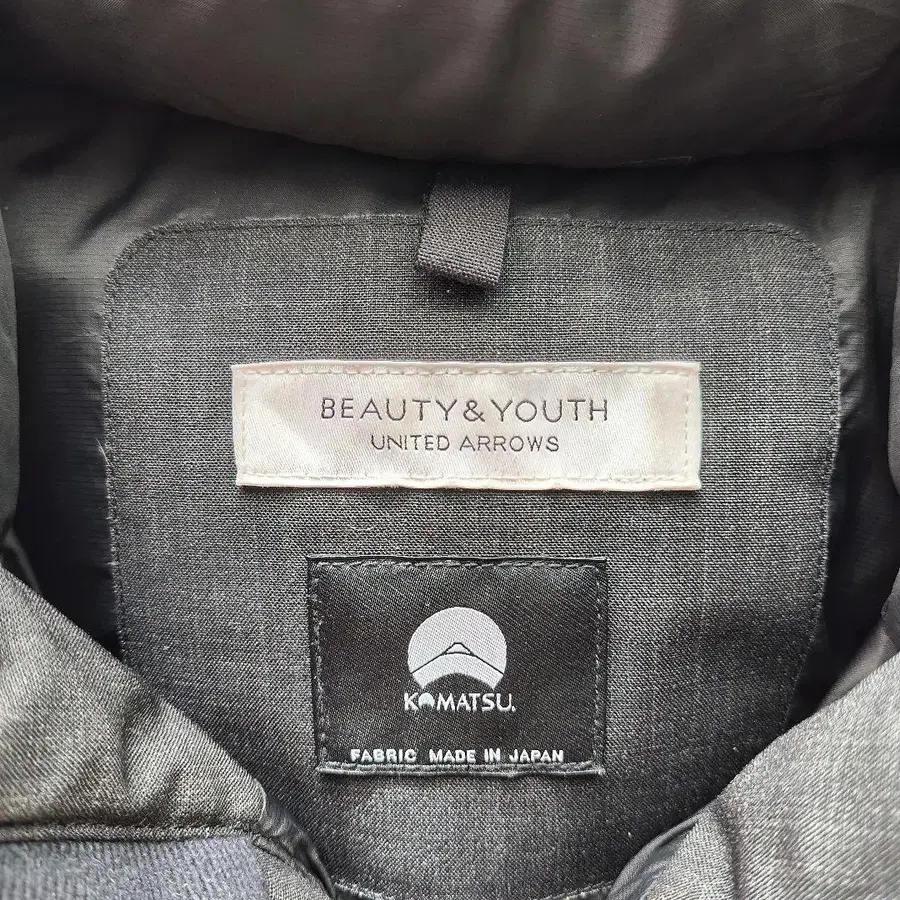 BEAUTY&YOUTH
UNITED ARROWS
KOMATSU.
FABRIC MADE IN JAPAN